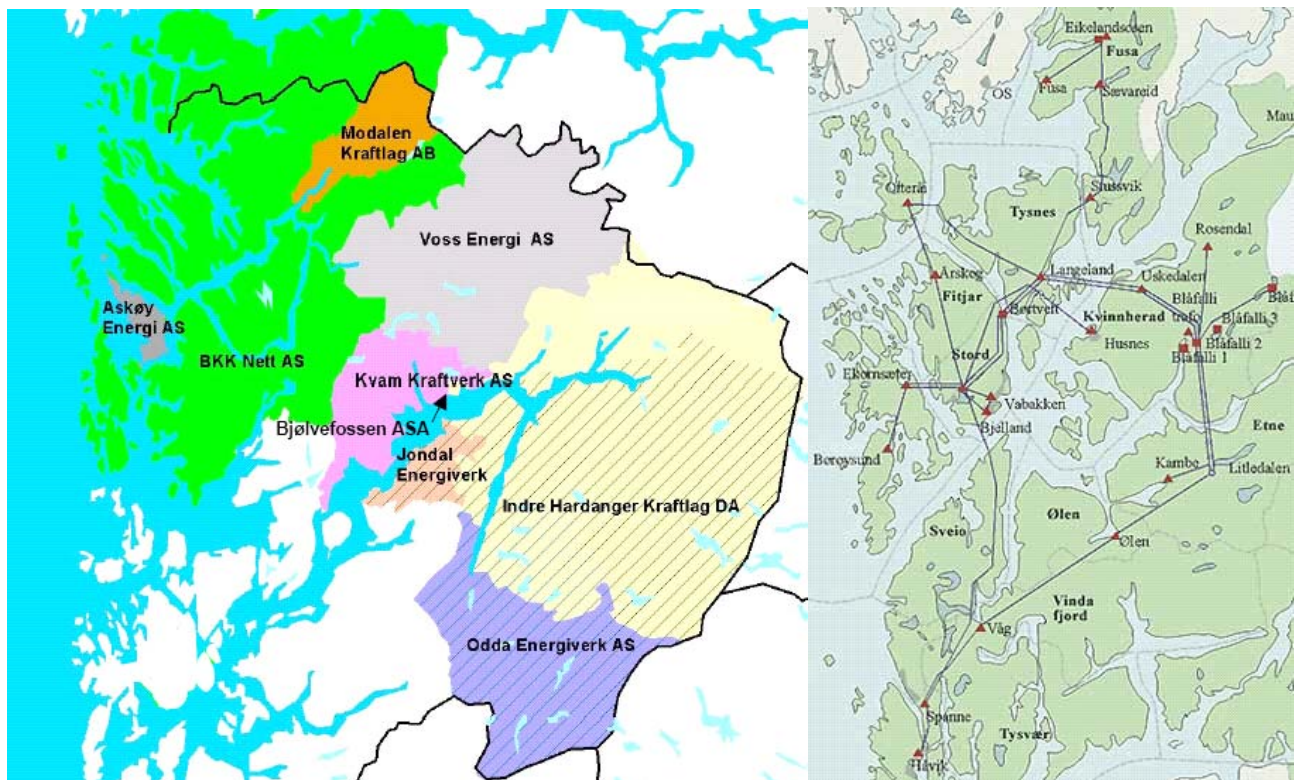 Modalen
Kraftlag AB
Voss Energi AS
Askøy
Energi AS
BKK Nett AS
Kvam Kraftverk AS
Bjølvefossen ASA
Jondal
Energiverk
Indre Hardanger Kraftlag DA
Odda Energiverk AS
Eikelandsosen
Fusa
OS
Fusa
Sævareid
Mau
Slussvik
Tysnes
Rosendal
Årskog
Langeland
Uskedalen
Fitjar
Børtveit
Kvinnherad
Blåfalli
trafo
Blåf
Blåfalli 3
Husnes
Blåfalli 2
Blåfalli 1
Stord
Ekornsæter
Vabakken
Bjelland
Etne
Børøysund
Kambe
Litledalen
Ølen
Sveio
Ølen
Vinda
fjord
Våg
Spanne
Tysvær
Håvik